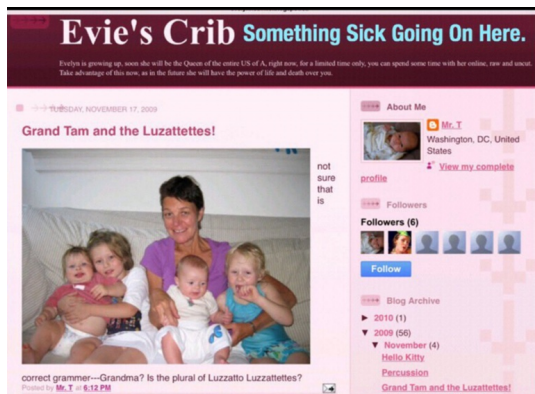 Evie's Crib Something Sick Going On Here.
Evelyn is growing up, soon she will be the Queen of the entire US of A, right now, for a limited time only, you can spend some time with her online, raw and uncut.
Take advantage of this now, as in the future she will have the power of life and death over you.
TUESDAY, NOVEMBER 17, 2009
Grand Tam and the Luzattettes!
not
sure
that
is
correct grammer---Grandma? Is the plural of Luzzatto Luzzattettes?
Posted by Mr. T at 6:12 PM
About Me
Mr. T
Washington, DC, United
States
View my complete
profile
Followers
Followers (6)
Follow
Blog Archive
► 2010 (1)
▼ 2009 (56)
▼ November (4)
Hello Kitty
Percussion
Grand Tam and the Luzattettes!